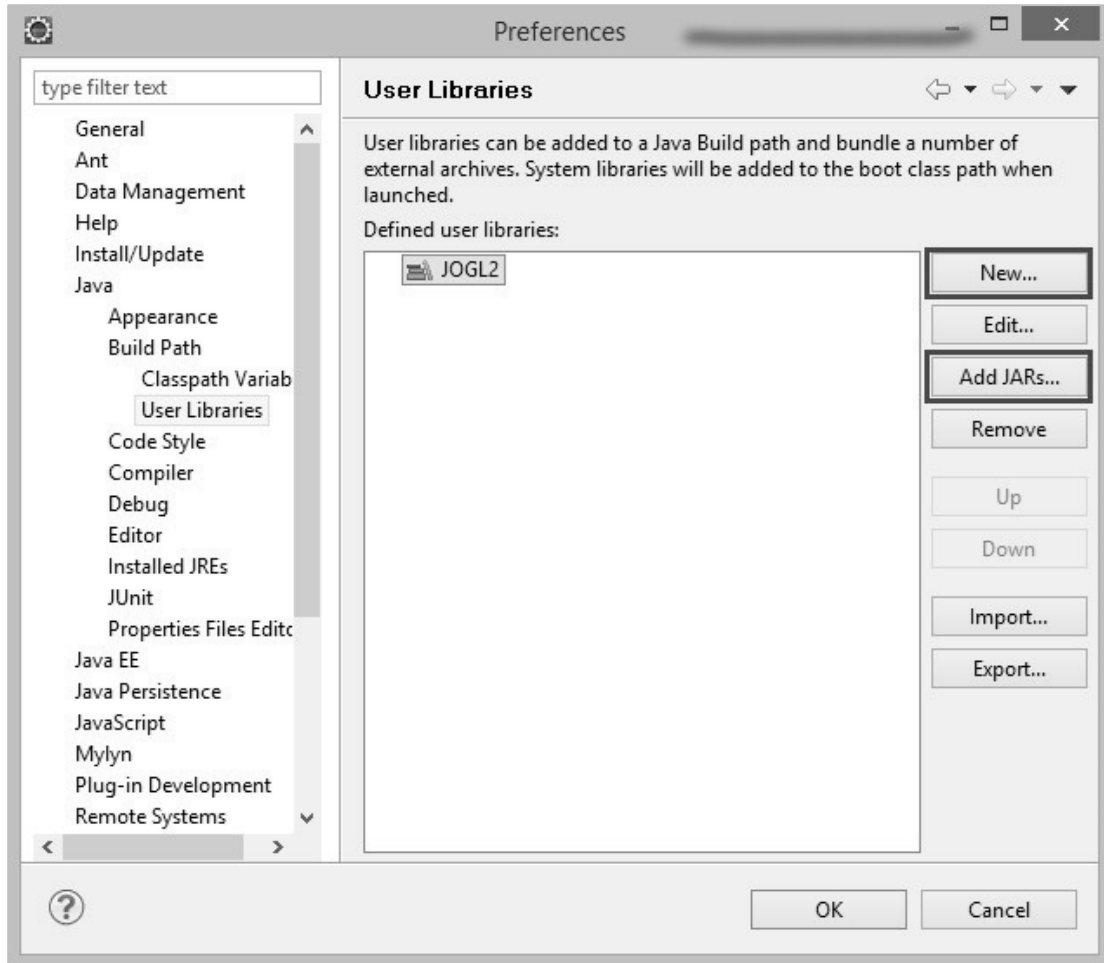 Preferences
type filter text
General
Ant
Data Management
Help
Install/Update
Java
Appearance
Build Path
Classpath Variab
User Libraries
Code Style
Compiler
Debug
Editor
Installed JREs
JUnit
Properties Files Edito
Java EE
Java Persistence
JavaScript
Mylyn
Plug-in Development
Remote Systems
User Libraries
User libraries can be added to a Java Build path and bundle a number of
external archives. System libraries will be added to the boot class path when
launched.
Defined user libraries:
JOGL2
New...
Edit...
Add JARs...
Remove
Up
Down
Import...
Export...
OK
Cancel